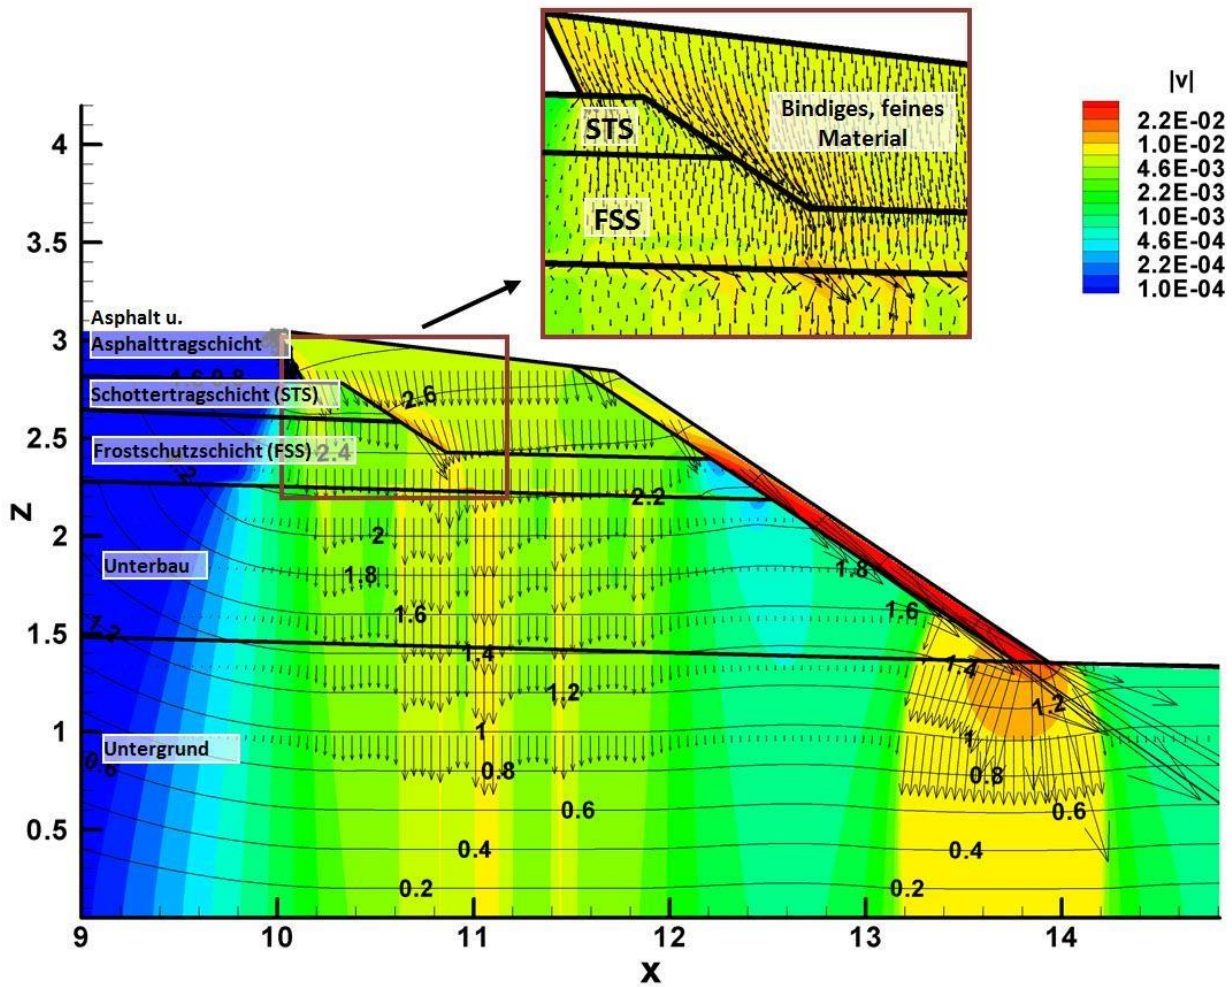 |v|
2.2E-02
1.0E-02
4.6E-03
2.2E-03
1.0E-03
4.6E-04
2.2E-04
1.0E-04
Bindiges, feines
Material
STS
FSS
4
3.5
3
2.5
2
1.5
1
0.5
z
Asphalt u.
Asphalttragschicht
Schottertragschicht (STS)
Frostschutzschicht (FSS)
Unterbau
Untergrund
2.6
2.4
2.2
2
1.8
1.6
1.4
1.2
1
0.8
0.6
0.4
0.2
1.8
1.6
1.4
1.2
1
0.8
0.6
0.4
0.2
9
10
11
12
13
14
x